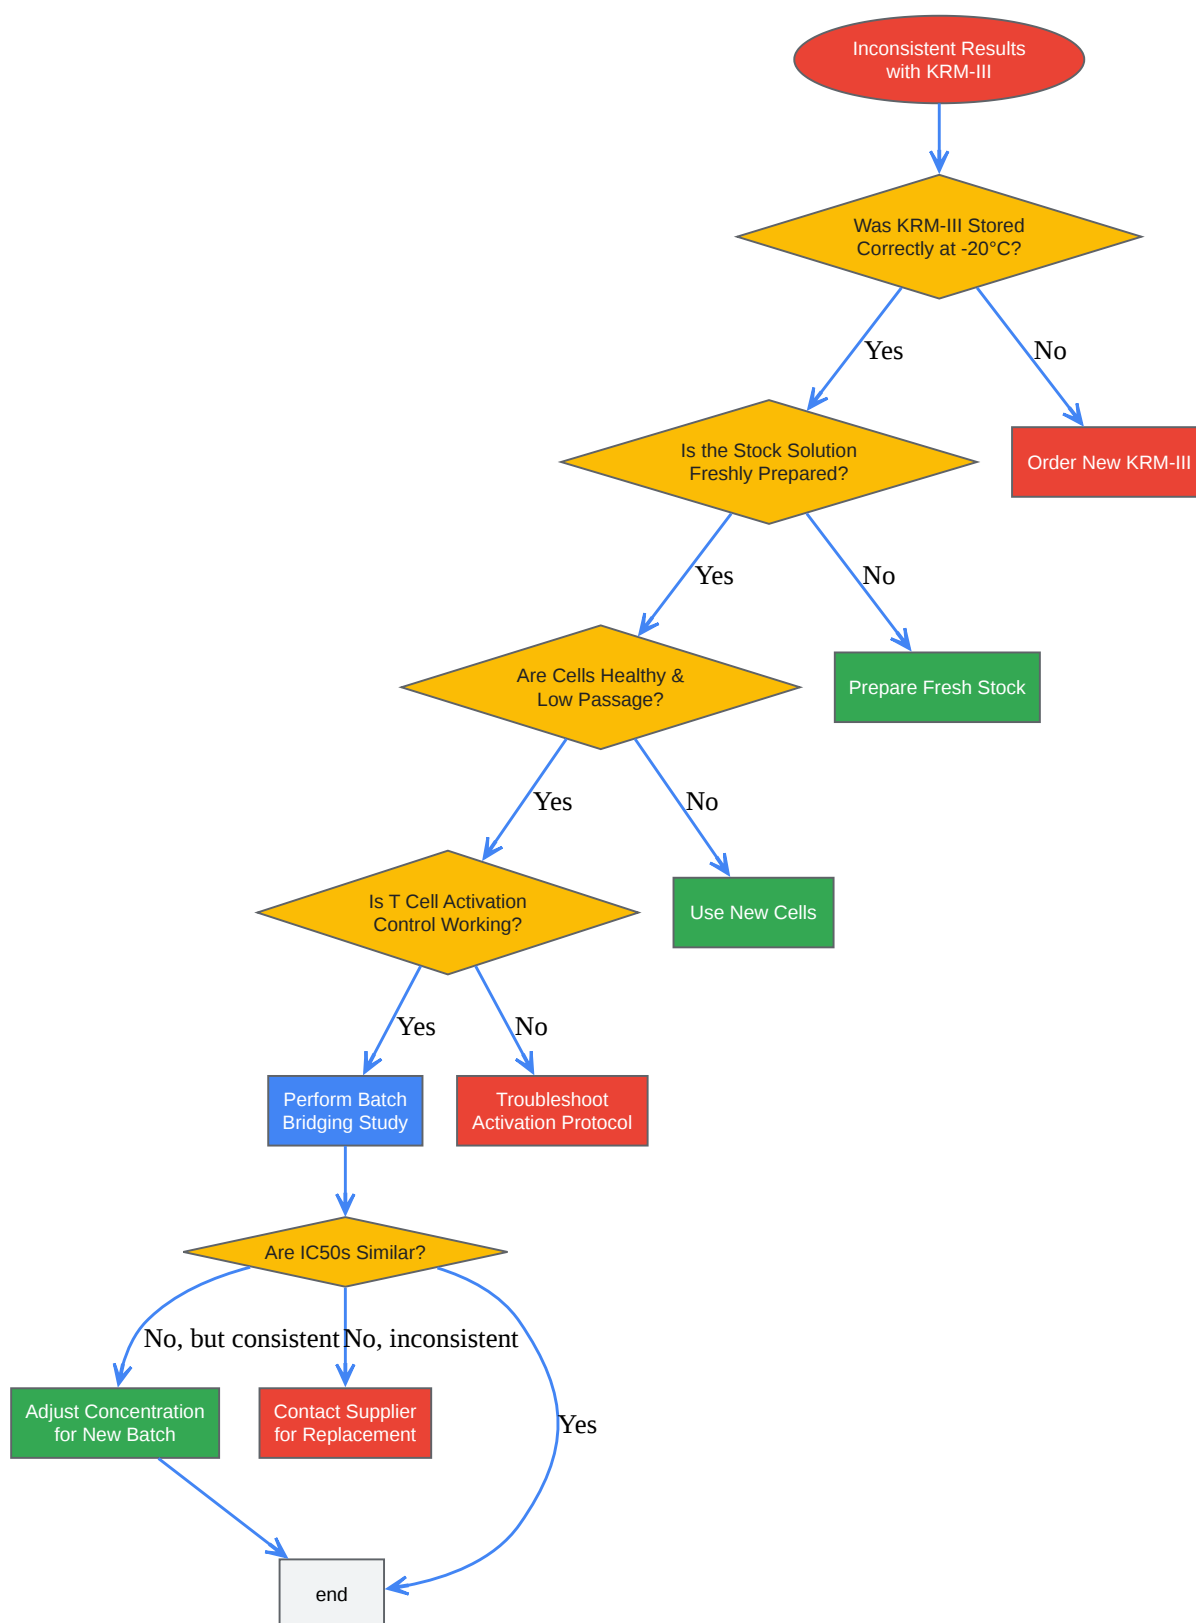 Inconsistent Results
with KRM-III
Was KRM-III Stored
Correctly at -20°C?
Yes
No
Is the Stock Solution
Freshly Prepared?
Order New KRM-III
Yes
No
Are Cells Healthy &
Low Passage?
Prepare Fresh Stock
Yes
No
Is T Cell Activation
Control Working?
Use New Cells
Yes
No
Perform Batch
Bridging Study
Troubleshoot
Activation Protocol
Are IC50s Similar?
No, but consistent
No, inconsistent
Yes
Adjust Concentration
for New Batch
Contact Supplier
for Replacement
end